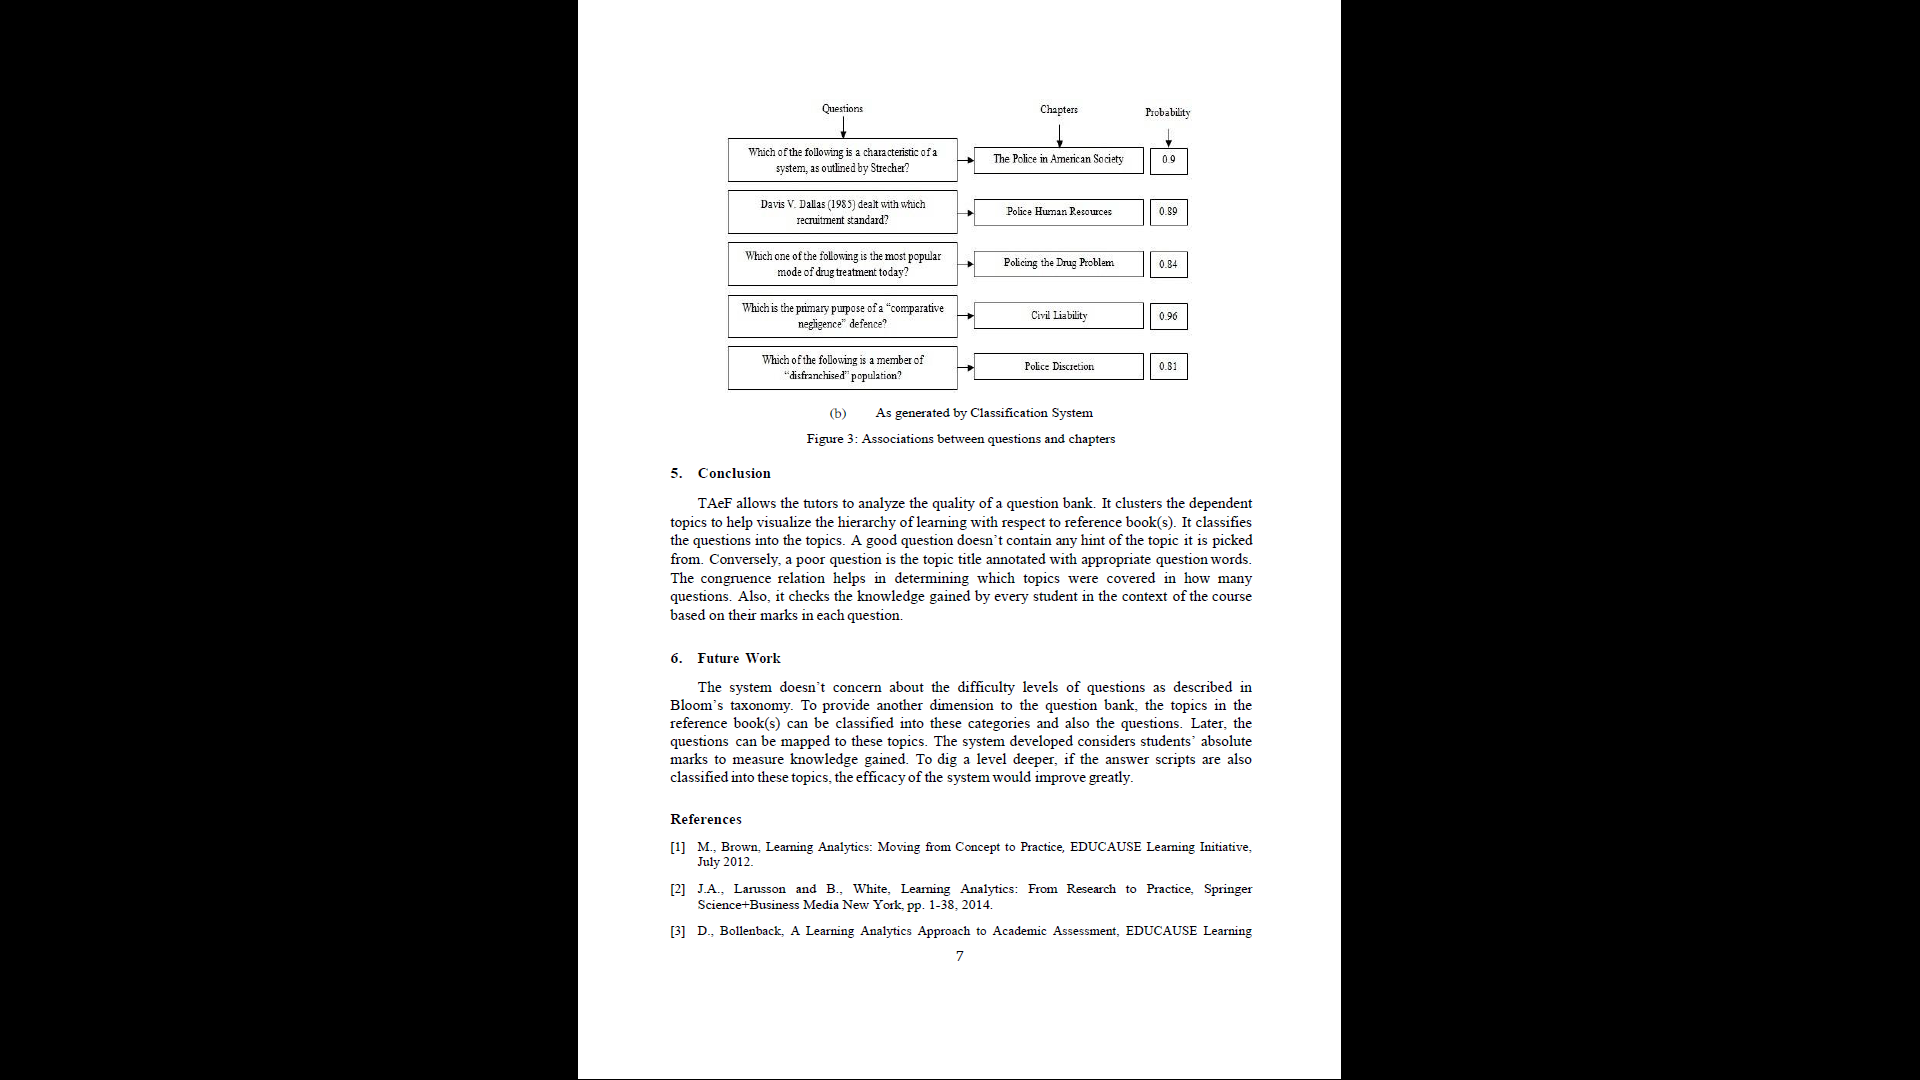 Questions
Chapters
Probability
Which of the following is a characteristic of a
system, as outlined by Strecher?
The Police in American Society
0.9
Davis V. Dallas (1985) dealt with which
recruitment standard?
Police Human Resources
0.89
Which one of the following is the most popular
mode of drug treatment today?
Policing the Drug Problem
0.84
Which is the primary purpose of a “comparative
negligence” defence?
Civil Liability
0.96
Which of the following is a member of
“disfranchised” population?
Police Discretion
0.81
(b) As generated by Classification System
Figure 3: Associations between questions and chapters
5. Conclusion
TAeF allows the tutors to analyze the quality of a question bank. It clusters the dependent
topics to help visualize the hierarchy of learning with respect to reference book(s). It classifies
the questions into the topics. A good question doesn’t contain any hint of the topic it is picked
from. Conversely, a poor question is the topic title annotated with appropriate question words.
The congruence relation helps in determining which topics were covered in how many
questions. Also, it checks the knowledge gained by every student in the context of the course
based on their marks in each question.
6. Future Work
The system doesn’t concern about the difficulty levels of questions as described in
Bloom’s taxonomy. To provide another dimension to the question bank, the topics in the
reference book(s) can be classified into these categories and also the questions. Later, the
questions can be mapped to these topics. The system developed considers students’ absolute
marks to measure knowledge gained. To dig a level deeper, if the answer scripts are also
classified into these topics, the efficacy of the system would improve greatly.
References
[1] M., Brown, Learning Analytics: Moving from Concept to Practice, EDUCAUSE Learning Initiative,
July 2012.
[2] J.A., Larusson and B., White, Learning Analytics: From Research to Practice, Springer
Science+Business Media New York, pp. 1-38, 2014.
[3] D., Bollenback, A Learning Analytics Approach to Academic Assessment, EDUCAUSE Learning
7